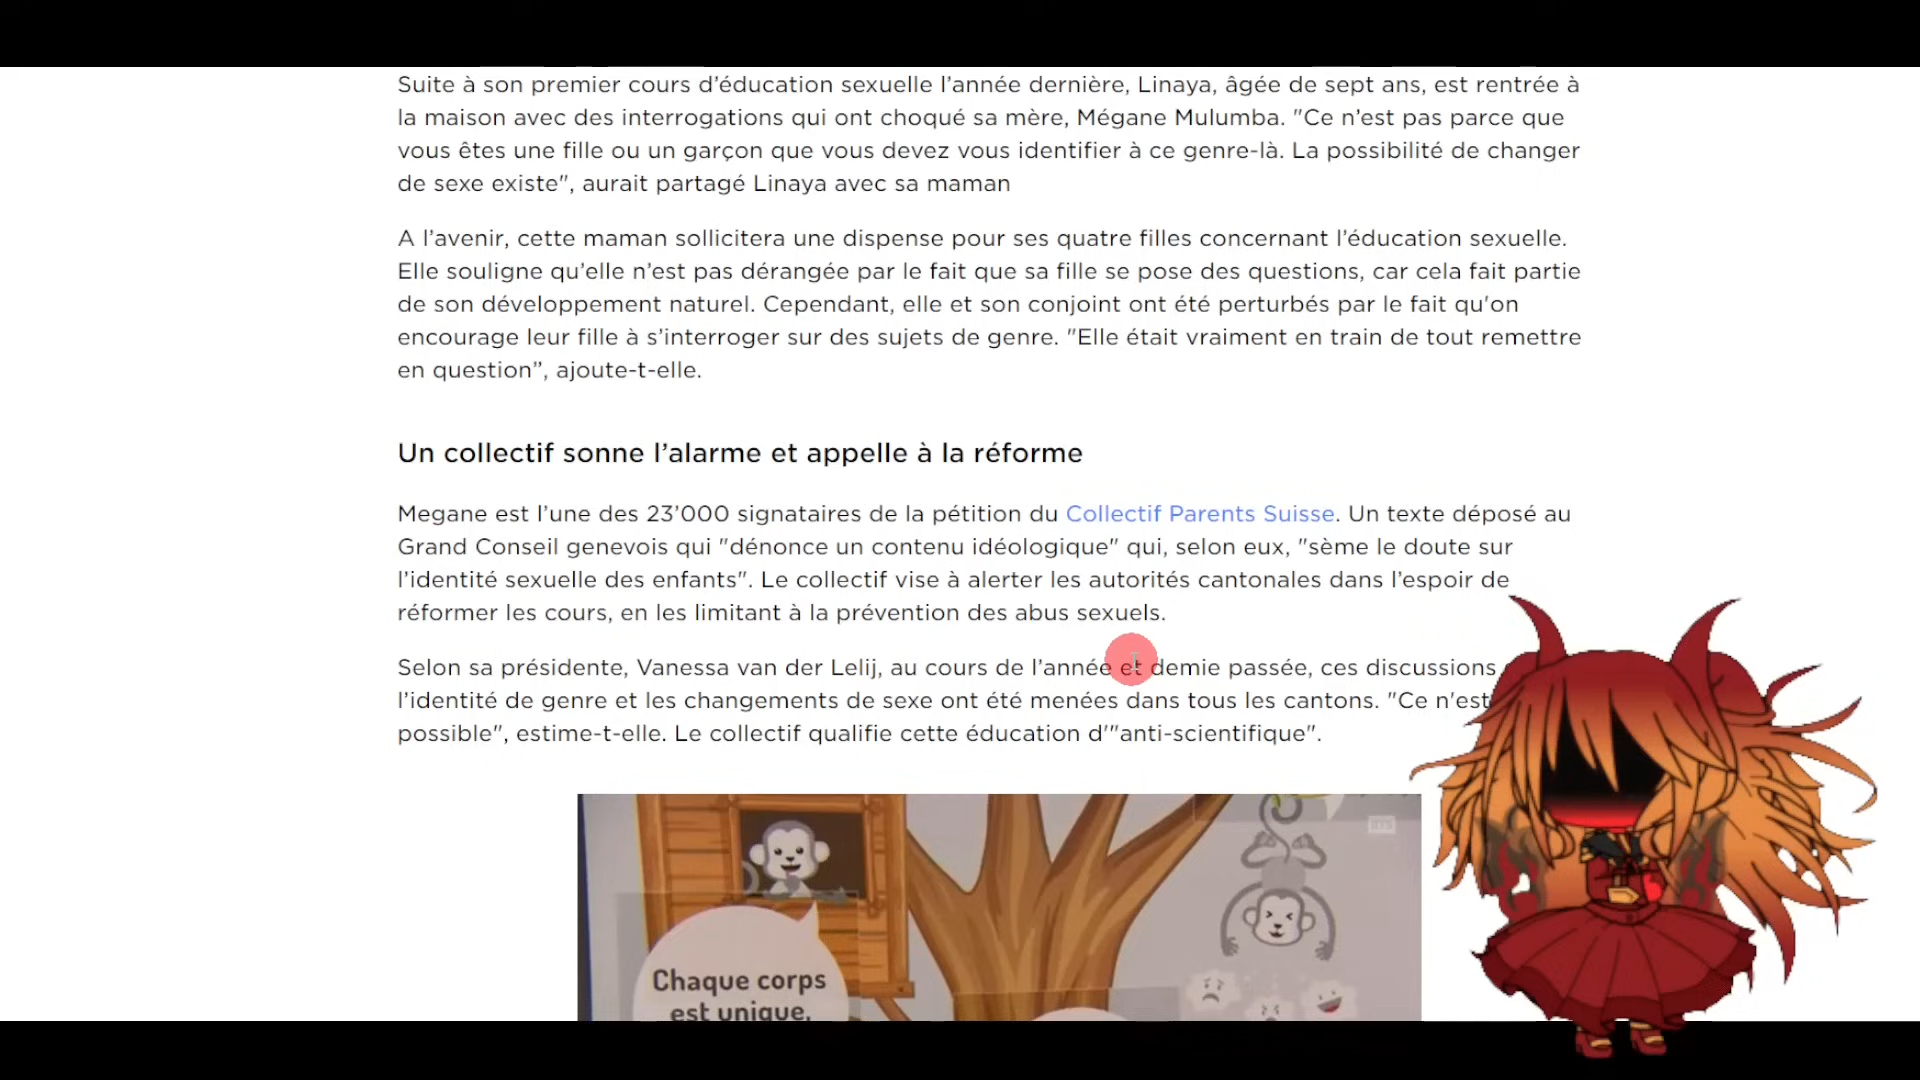 Suite à son premier cours d’éducation sexuelle l’année dernière, Linaya, âgée de sept ans, est rentrée à
la maison avec des interrogations qui ont choqué sa mère, Mégane Mulumba. "Ce n’est pas parce que
vous êtes une fille ou un garçon que vous devez vous identifier à ce genre-là. La possibilité de changer
de sexe existe", aurait partagé Linaya avec sa maman
A l’avenir, cette maman sollicitera une dispense pour ses quatre filles concernant l’éducation sexuelle.
Elle souligne qu’elle n’est pas dérangée par le fait que sa fille se pose des questions, car cela fait partie
de son développement naturel. Cependant, elle et son conjoint ont été perturbés par le fait qu'on
encourage leur fille à s’interroger sur des sujets de genre. "Elle était vraiment en train de tout remettre
en question”, ajoute-t-elle.
Un collectif sonne l’alarme et appelle à la réforme
Megane est l’une des 23’000 signataires de la pétition du Collectif Parents Suisse. Un texte déposé au
Grand Conseil genevois qui "dénonce un contenu idéologique" qui, selon eux, "sème le doute sur
l’identité sexuelle des enfants". Le collectif vise à alerter les autorités cantonales dans l’espoir de
réformer les cours, en les limitant à la prévention des abus sexuels.
Selon sa présidente, Vanessa van der Lelij, au cours de l’année et demie passée, ces discussions
l’identité de genre et les changements de sexe ont été menées dans tous les cantons. "Ce n'est
possible", estime-t-elle. Le collectif qualifie cette éducation d'"anti-scientifique".
RTS
Chaque corps
est unique.